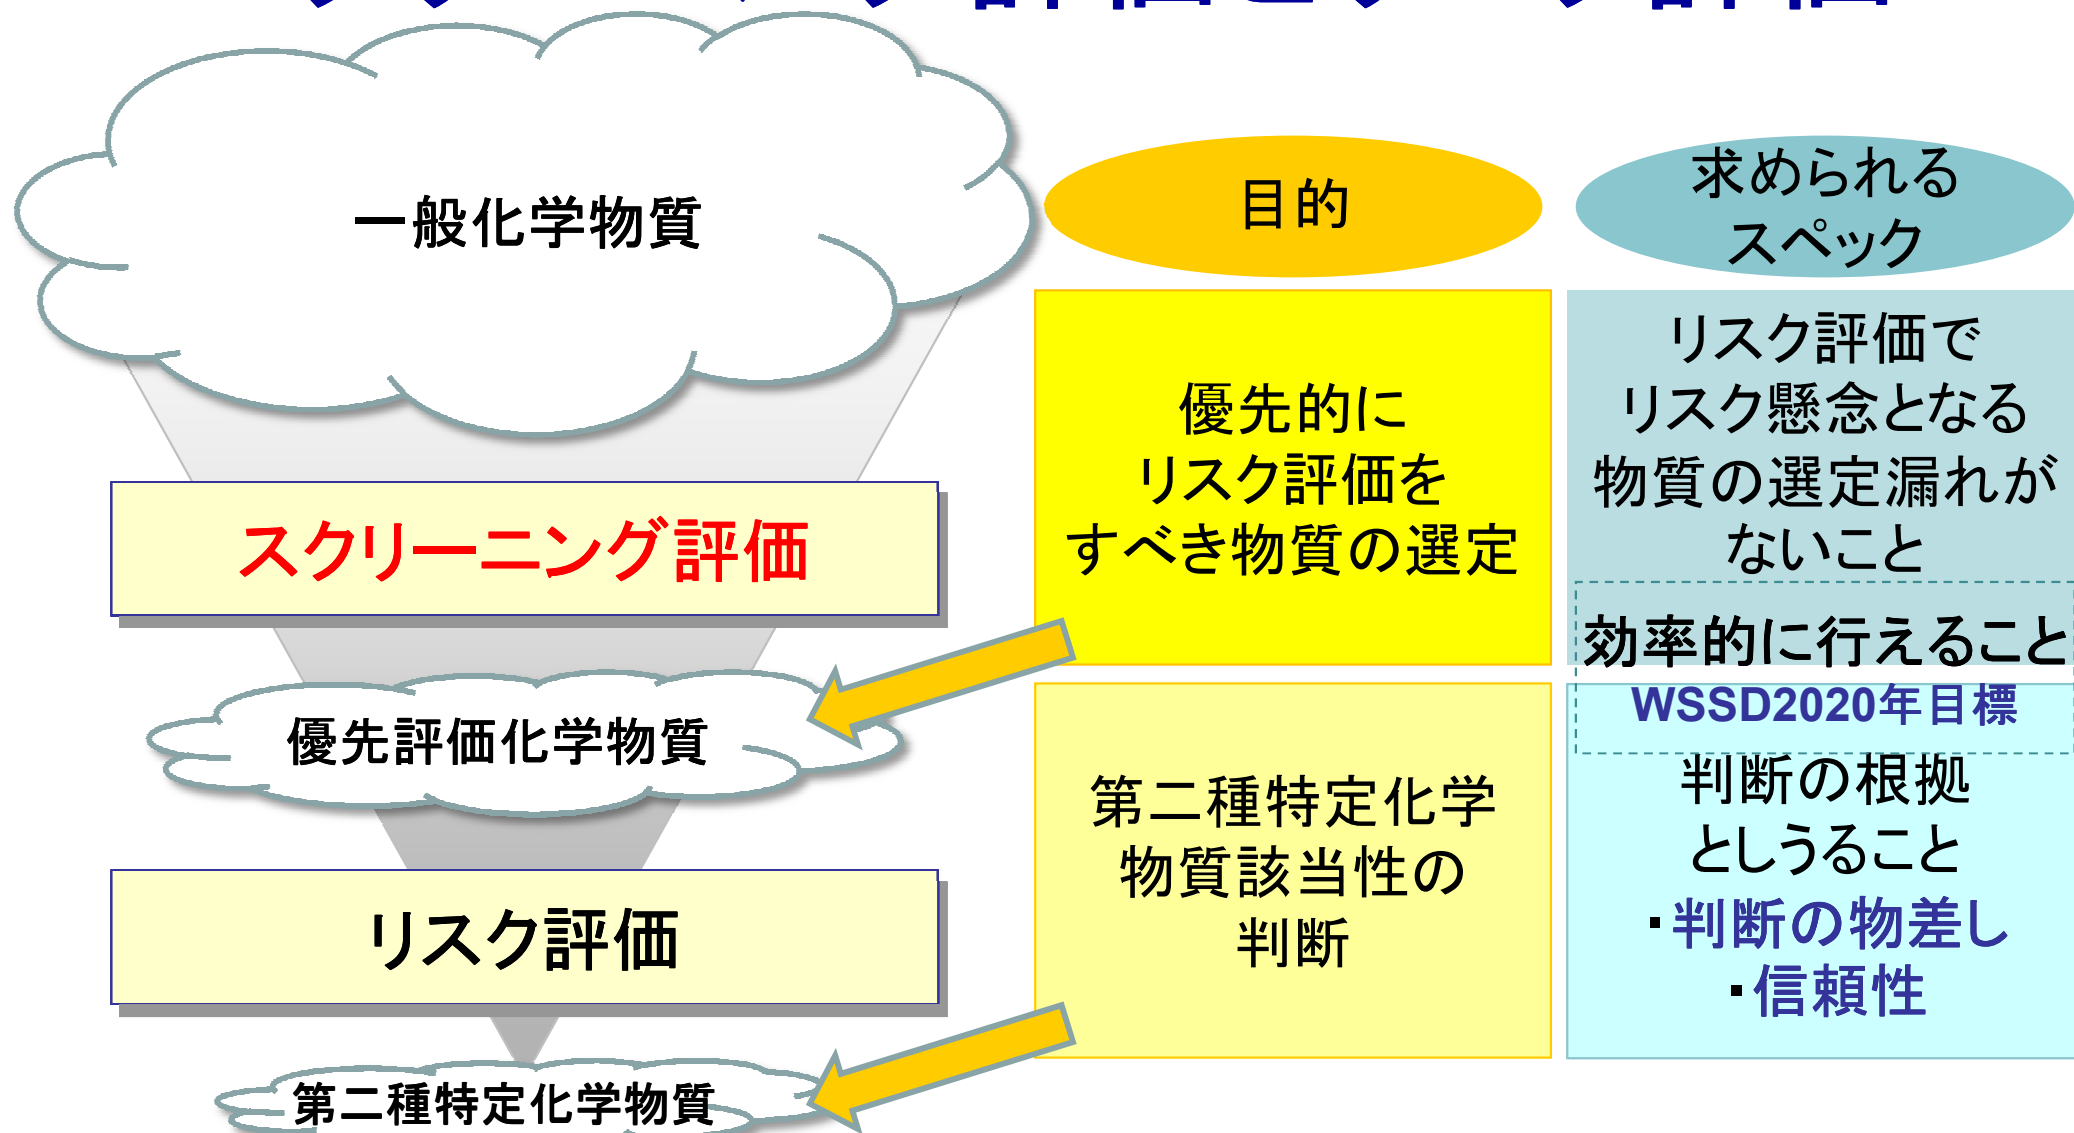 一般化学物質
目的
求められる
スペック
スクリーニング評価
優先的に
リスク評価を
すべき物質の選定
リスク評価で
リスク懸念となる
物質の選定漏れが
ないこと
効率的に行えること
WSSD2020年目標
優先評価化学物質
リスク評価
第二種特定化学
物質該当性の
判断
判断の根拠
としうること
・判断の物差し
・信頼性
第二種特定化学物質